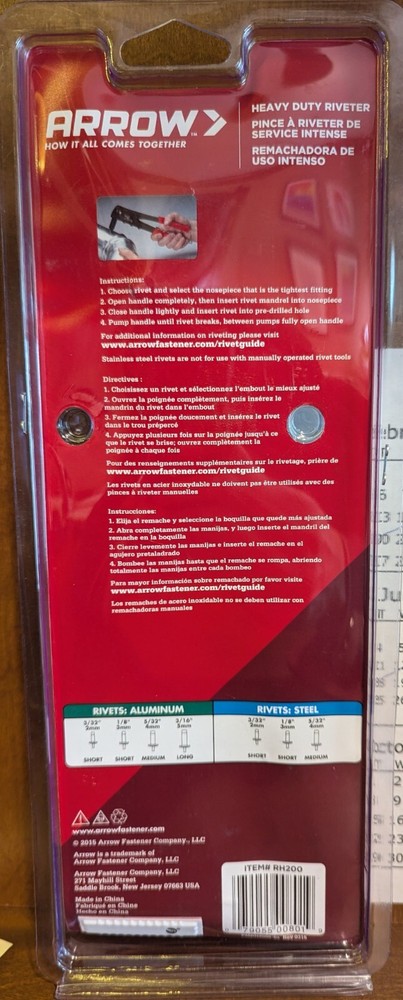 ARROW
HOW IT ALL COMES TOGETHER
HEAVY DUTY RIVETER
PINCE À RIVETER DE
SERVICE INTENSE
REMACHADORA DE
USO INTENSO
Instructions:
1. Choose rivet and select the nosepiece that is the tightest fitting
2. Open handle completely, then insert rivet mandrel into nosepiece
3. Close handle lightly and insert rivet into pre-drilled hole
4. Pump handle until rivet breaks, between pumps fully open handle
For additional information on riveting please visit
www.arrowfastener.com/rivetguide
Stainless steel rivets are not for use with manually operated rivet tools
Directives :
1. Choisissez un rivet et sélectionnez l'embout le mieux ajusté
2. Ouvrez la poignée complètement, puis insérez le
mandrin du rivet dans l'embout
3. Fermez la poignée doucement et insérez le rivet
dans le trou prépercé
4. Appuyez plusieurs fois sur la poignée jusqu'à ce
que le rivet se brise; ouvrez complètement la
poignée à chaque fois
Pour des renseignements supplémentaires sur le rivetage, prière de
www.arrowfastener.com/rivetguide
Les rivets en acier inoxydable ne doivent pas être utilisés avec des
pinces à riveter manuelles
Instrucciones:
1. Elija el remache y seleccione la boquilla que quede más ajustada
2. Abra completamente las manijas, y luego inserte el mandril del
remache en la boquilla
3. Cierre levemente las manijas e inserte el remache en el
agujero pretaladrado
4. Bombee las manijas hasta que el remache se rompa, abriendo
totalmente las manijas entre cada bombeo
Para mayor información sobre remachado por favor visite
www.arrowfastener.com/rivetguide
Los remaches de acero inoxidable no se deben utilizar con
remachadoras manuales
RIVETS: ALUMINUM RIVETS: STEEL
3/32" 1/8" 5/32" 3/16" 3/32" 1/8" 5/32"
2mm 3mm 4mm 5mm 2mm 3mm 4mm
SHORT SHORT MEDIUM LONG SHORT SHORT MEDIUM
www.arrowfastener.com
© 2015 Arrow Fastener Company., LLC
Arrow is a trademark of
Arrow Fastener Company, LLC
Arrow Fastener Company, LLC
271 Mayhill Street
Saddle Brook, New Jersey 07663 USA
Made in China
Fabriqué en China
Hecho en China
ITEM# RH200
79055 00801